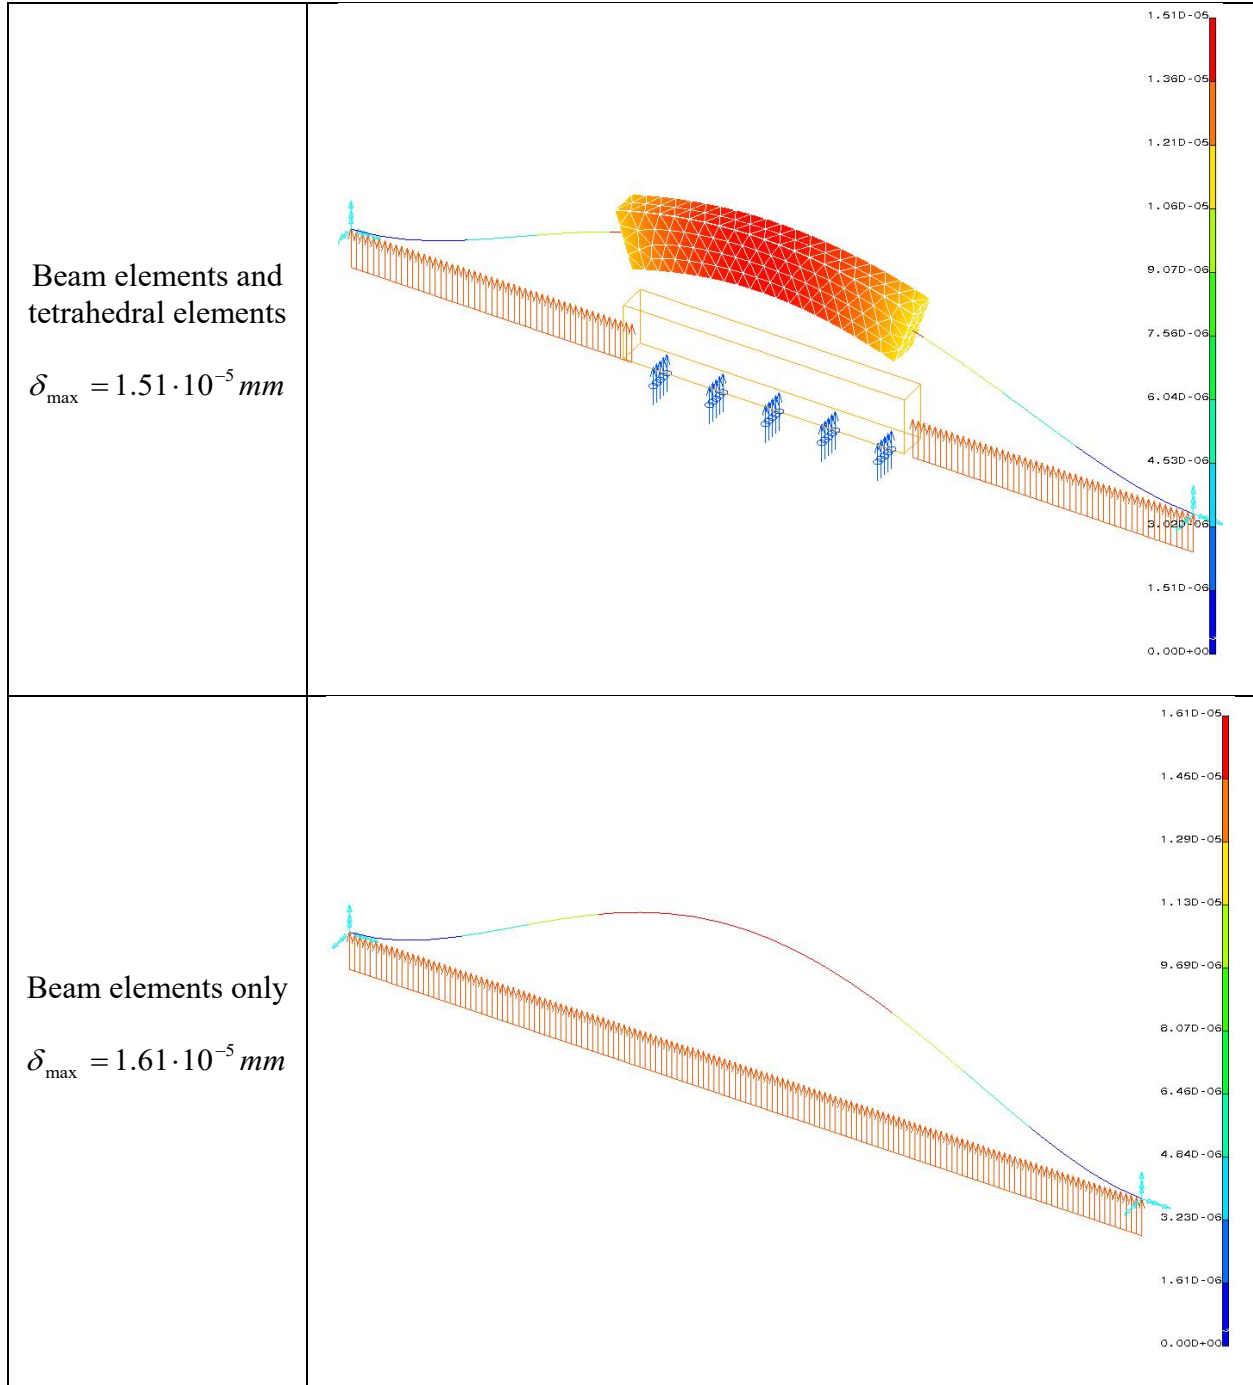 Beam elements and
tetrahedral elements
δmax = 1.51·10⁻⁵ mm
1.51D-05
1.36D-05
1.21D-05
1.06D-05
9.07D-06
7.56D-06
6.04D-06
4.53D-06
3.02D-06
1.51D-06
0.00D+00
Beam elements only
δmax = 1.61·10⁻⁵ mm
1.61D-05
1.45D-05
1.29D-05
1.13D-05
9.69D-06
8.07D-06
6.46D-06
4.84D-06
3.23D-06
1.61D-06
0.00D+00